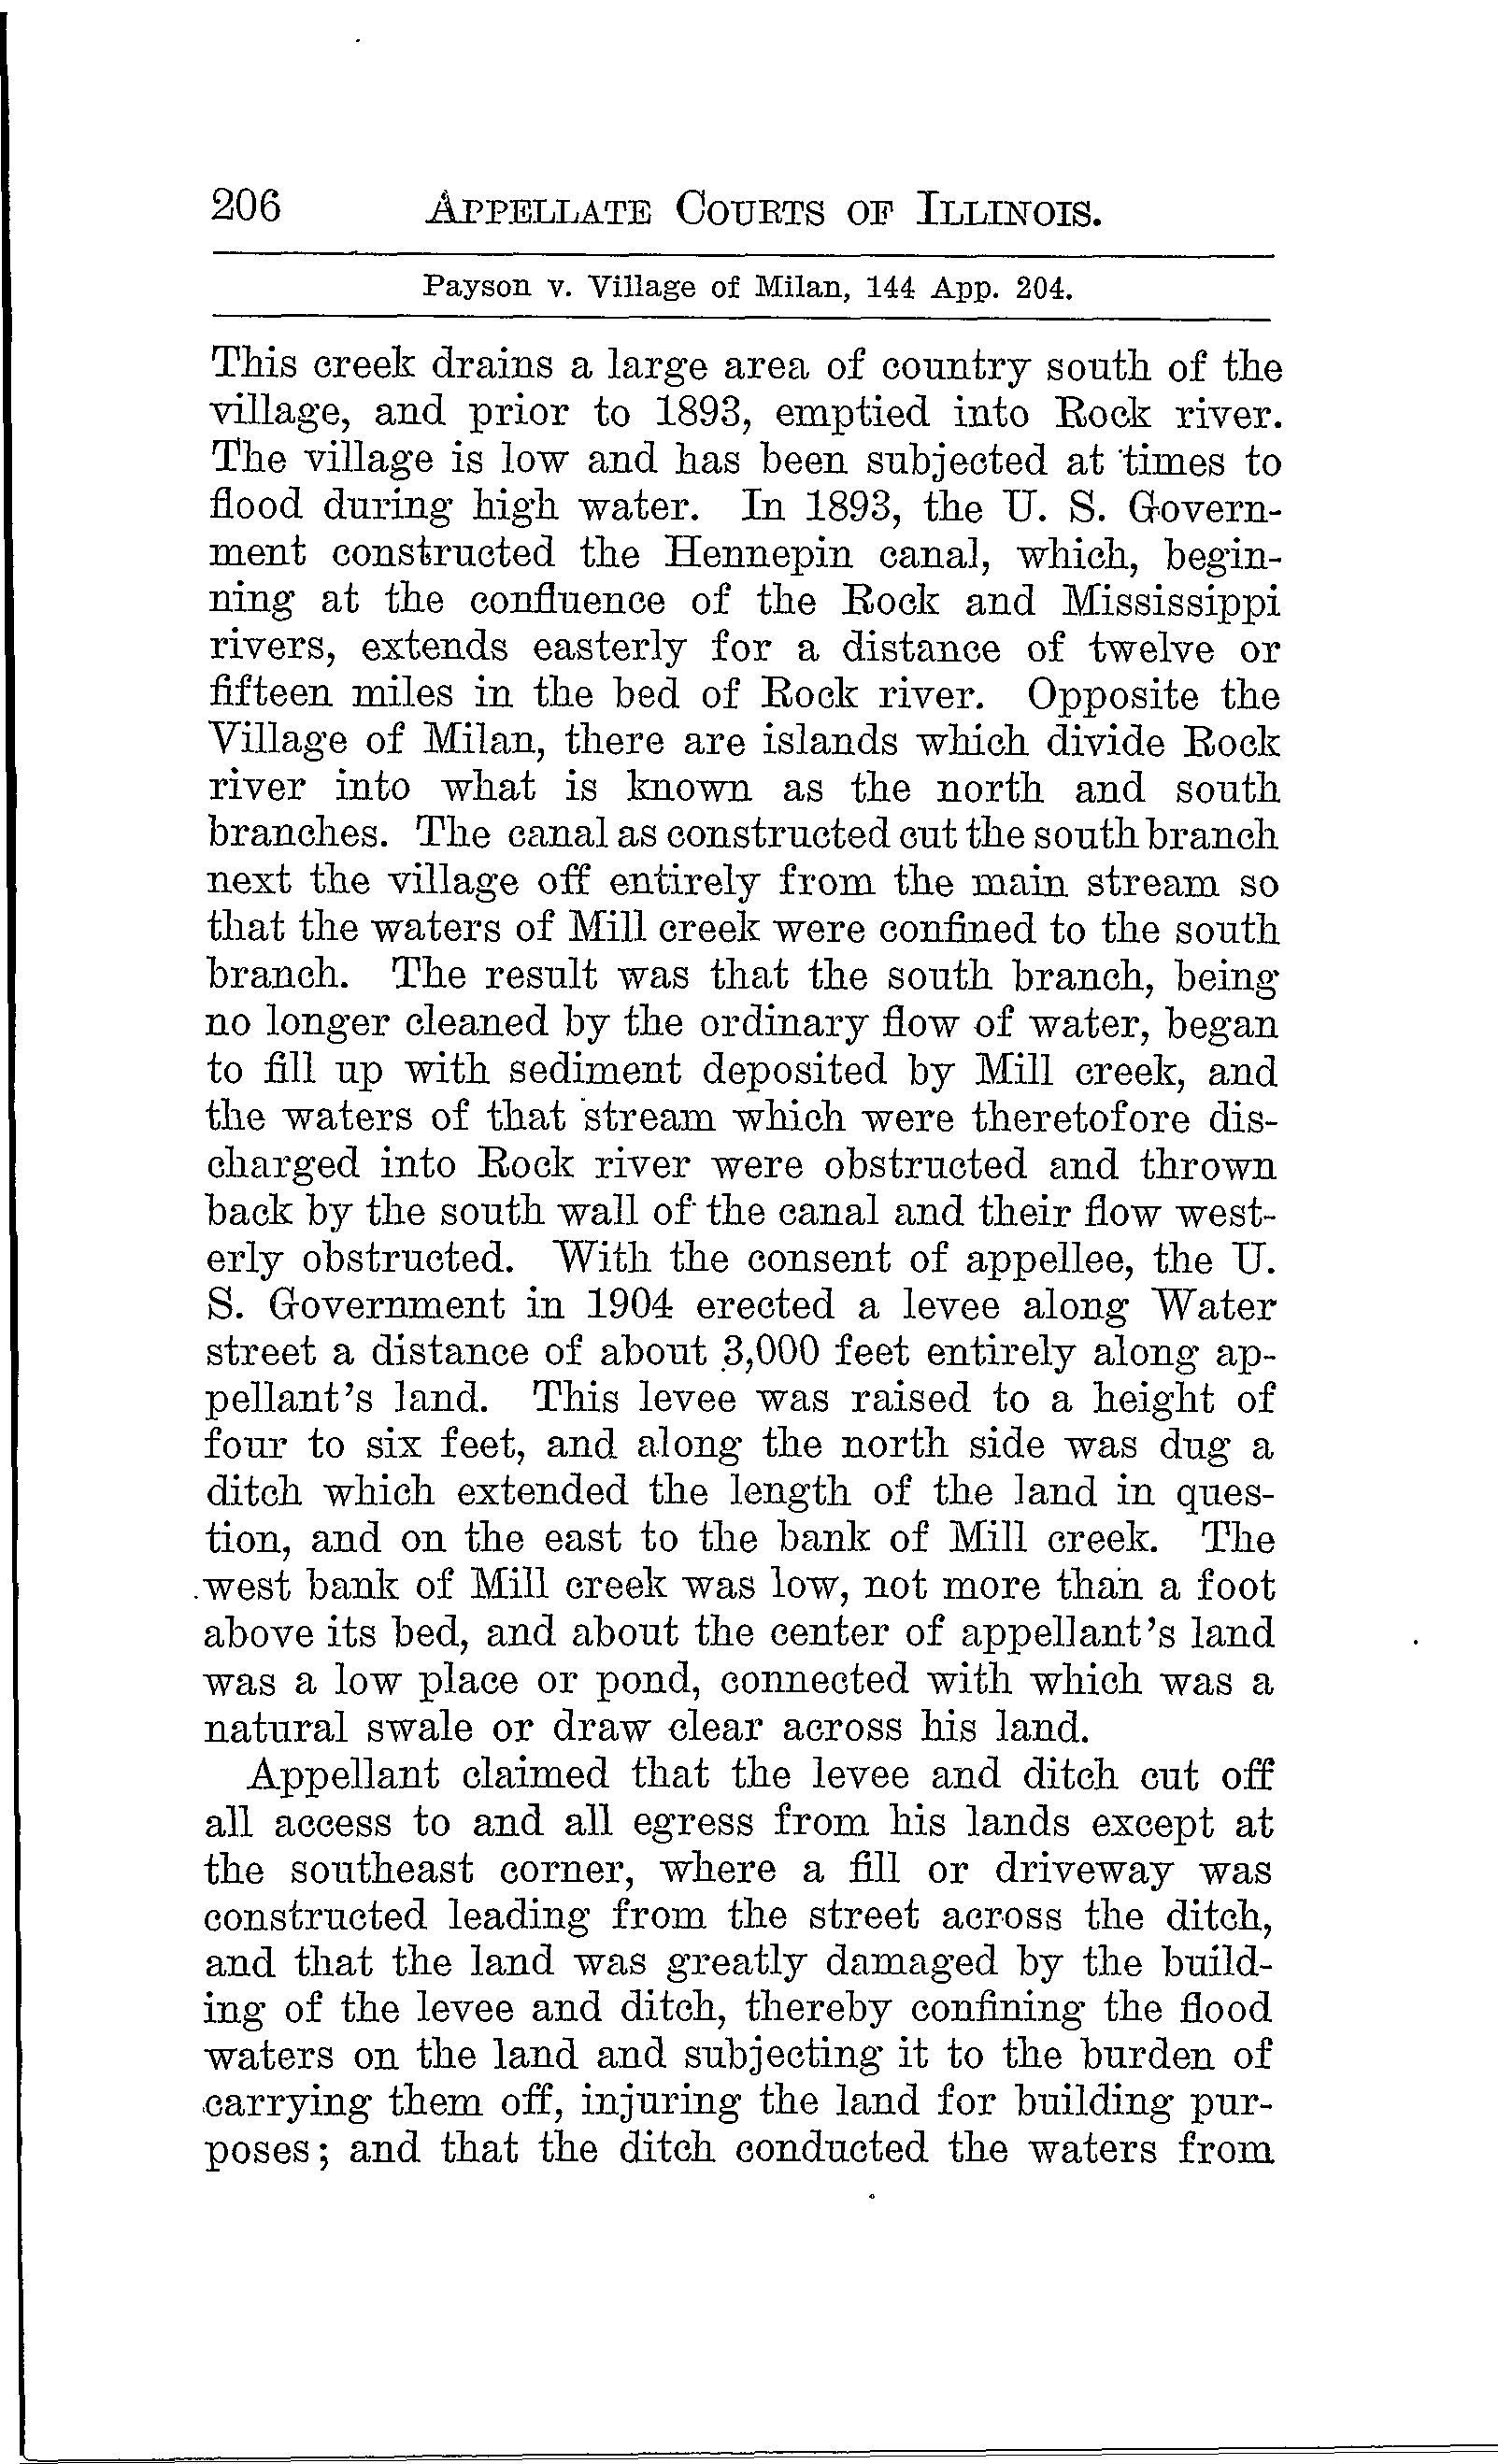 206 APPELLATE COURTS OF ILLINOIS.
Payson v. Village of Milan, 144 App. 204.
This creek drains a large area of country south of the
village, and prior to 1893, emptied into Rock river.
The village is low and has been subjected at times to
flood during high water. In 1893, the U. S. Govern-
ment constructed the Hennepin canal, which, begin-
ning at the confluence of the Rock and Mississippi
rivers, extends easterly for a distance of twelve or
fifteen miles in the bed of Rock river. Opposite the
Village of Milan, there are islands which divide Rock
river into what is known as the north and south
branches. The canal as constructed cut the south branch
next the village off entirely from the main stream so
that the waters of Mill creek were confined to the south
branch. The result was that the south branch, being
no longer cleaned by the ordinary flow of water, began
to fill up with sediment deposited by Mill creek, and
the waters of that stream which were theretofore dis-
charged into Rock river were obstructed and thrown
back by the south wall of the canal and their flow west-
erly obstructed. With the consent of appellee, the U.
S. Government in 1904 erected a levee along Water
street a distance of about 3,000 feet entirely along ap-
pellant's land. This levee was raised to a height of
four to six feet, and along the north side was dug a
ditch which extended the length of the land in ques-
tion, and on the east to the bank of Mill creek. The
west bank of Mill creek was low, not more than a foot
above its bed, and about the center of appellant's land
was a low place or pond, connected with which was a
natural swale or draw clear across his land.
Appellant claimed that the levee and ditch cut off
all access to and all egress from his lands except at
the southeast corner, where a fill or driveway was
constructed leading from the street across the ditch,
and that the land was greatly damaged by the build-
ing of the levee and ditch, thereby confining the flood
waters on the land and subjecting it to the burden of
carrying them off, injuring the land for building pur-
poses; and that the ditch conducted the waters from